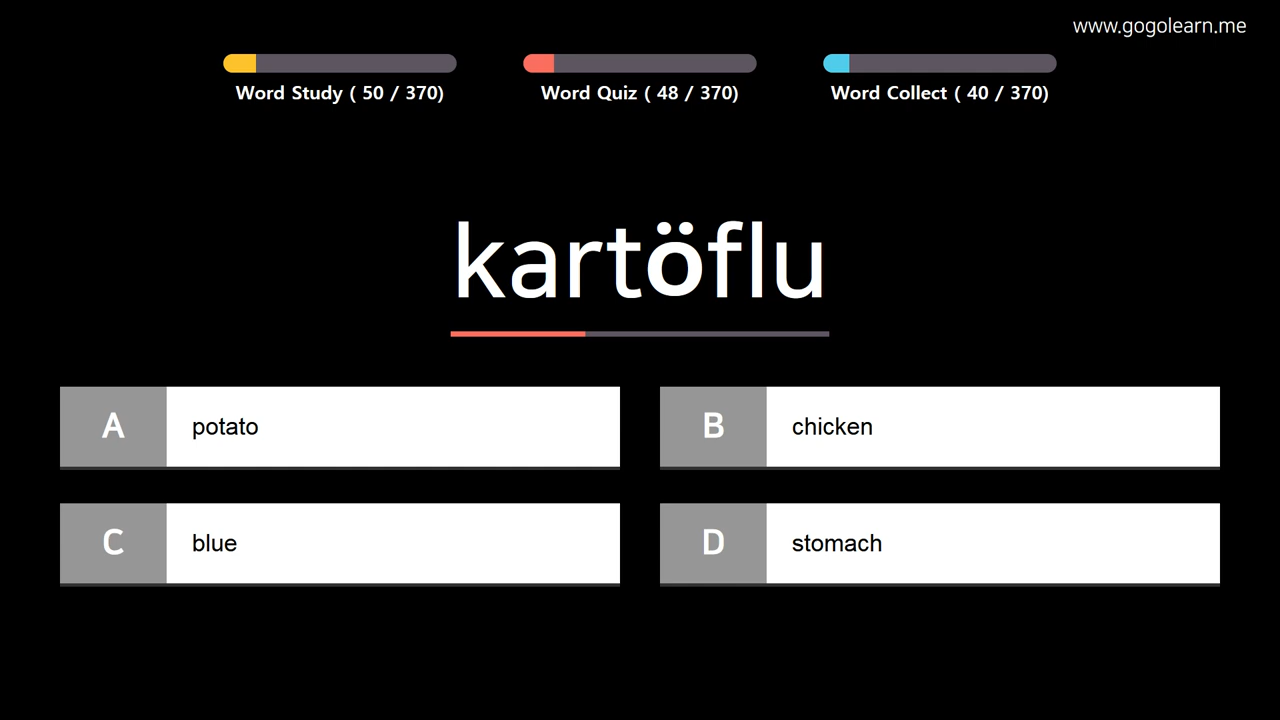 www.gogolearn.me
Word Study ( 50 / 370)
Word Quiz ( 48 / 370)
Word Collect ( 40 / 370)
kartöflu
A potato
B chicken
C blue
D stomach